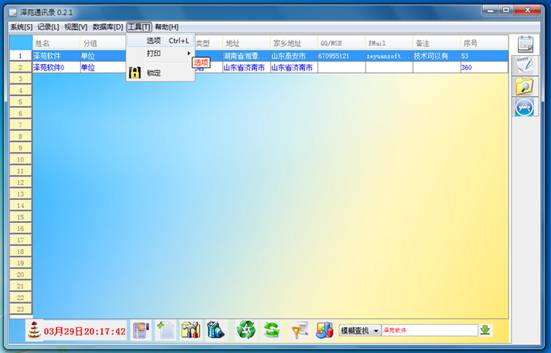 泽苑通讯录 0.2.1
系统[S] 记录[L] 视图[V] 数据库[D] 工具[T] 帮助[H]
选项 Ctrl+L
打印
选项
锁定
姓名 分组 类型 地址 家乡地址 QQ/MSN EMail 备注 序号
1 泽苑软件 单位 湖南省湘潭 山东泰安市 670955121 zeyuansoft 技术可以有 53
2 泽苑软件0 单位 山东省济南市 山东省济南市 360
3
4
5
6
7
8
9
10
11
12
13
14
15
16
17
18
19
20
21
22
23
03月29日20:17:42 模糊查找 泽苑软件